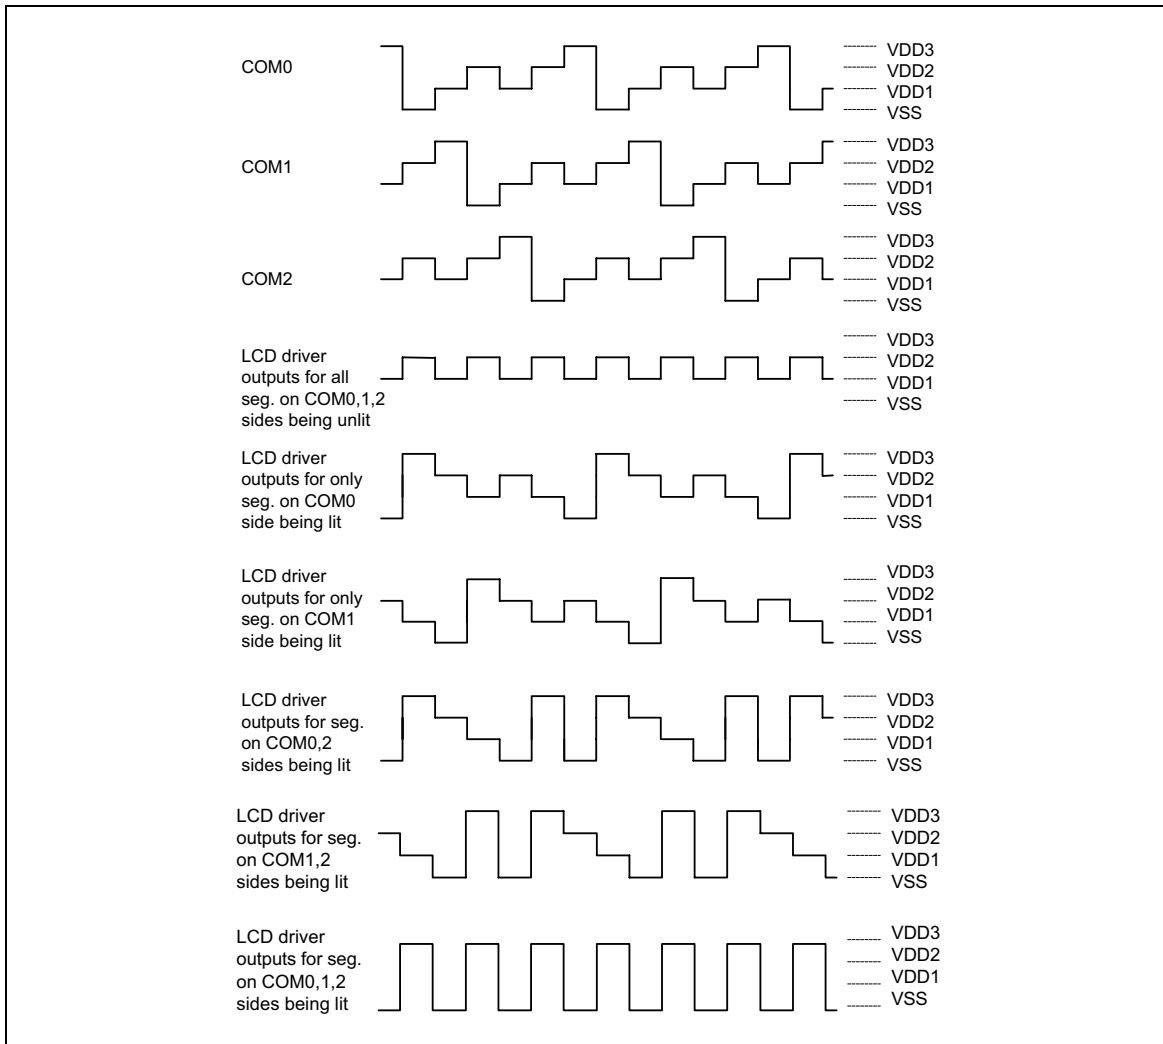 COM0
VDD3
VDD2
VDD1
VSS
COM1
VDD3
VDD2
VDD1
VSS
COM2
VDD3
VDD2
VDD1
VSS
LCD driver
outputs for all
seg. on COM0,1,2
sides being unlit
VDD3
VDD2
VDD1
VSS
LCD driver
outputs for only
seg. on COM0
side being lit
VDD3
VDD2
VDD1
VSS
LCD driver
outputs for only
seg. on COM1
side being lit
VDD3
VDD2
VDD1
VSS
LCD driver
outputs for seg.
on COM0,2
sides being lit
VDD3
VDD2
VDD1
VSS
LCD driver
outputs for seg.
on COM1,2
sides being lit
VDD3
VDD2
VDD1
VSS
LCD driver
outputs for seg.
on COM0,1,2
sides being lit
VDD3
VDD2
VDD1
VSS